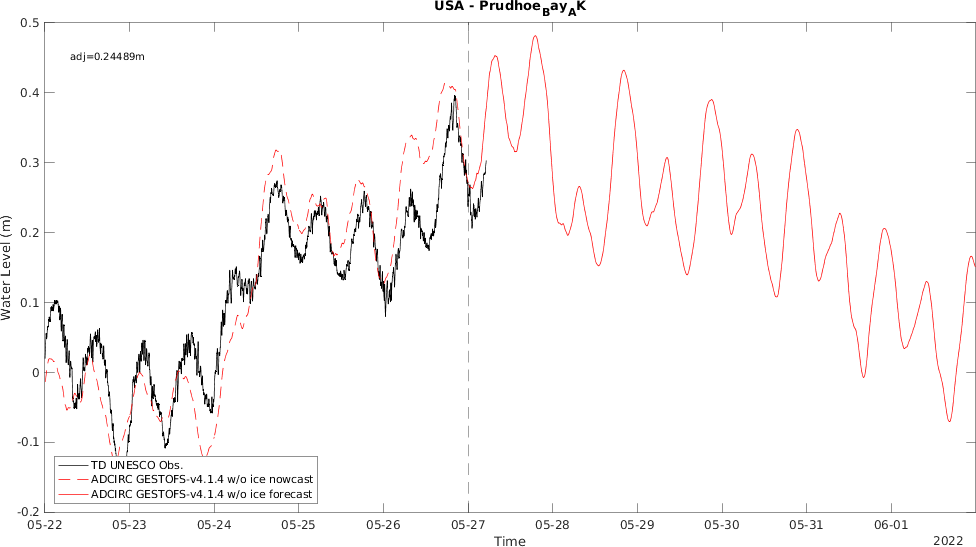 USA - Prudhoe_Bay_AK
0.5
adj=0.24489m
0.4
0.3
0.2
0.1
0
-0.1
-0.2
Water Level (m)
TD UNESCO Obs.
ADCIRC GESTOFS-v4.1.4 w/o ice nowcast
ADCIRC GESTOFS-v4.1.4 w/o ice forecast
05-22 05-23 05-24 05-25 05-26 05-27 05-28 05-29 05-30 05-31 06-01
Time
2022